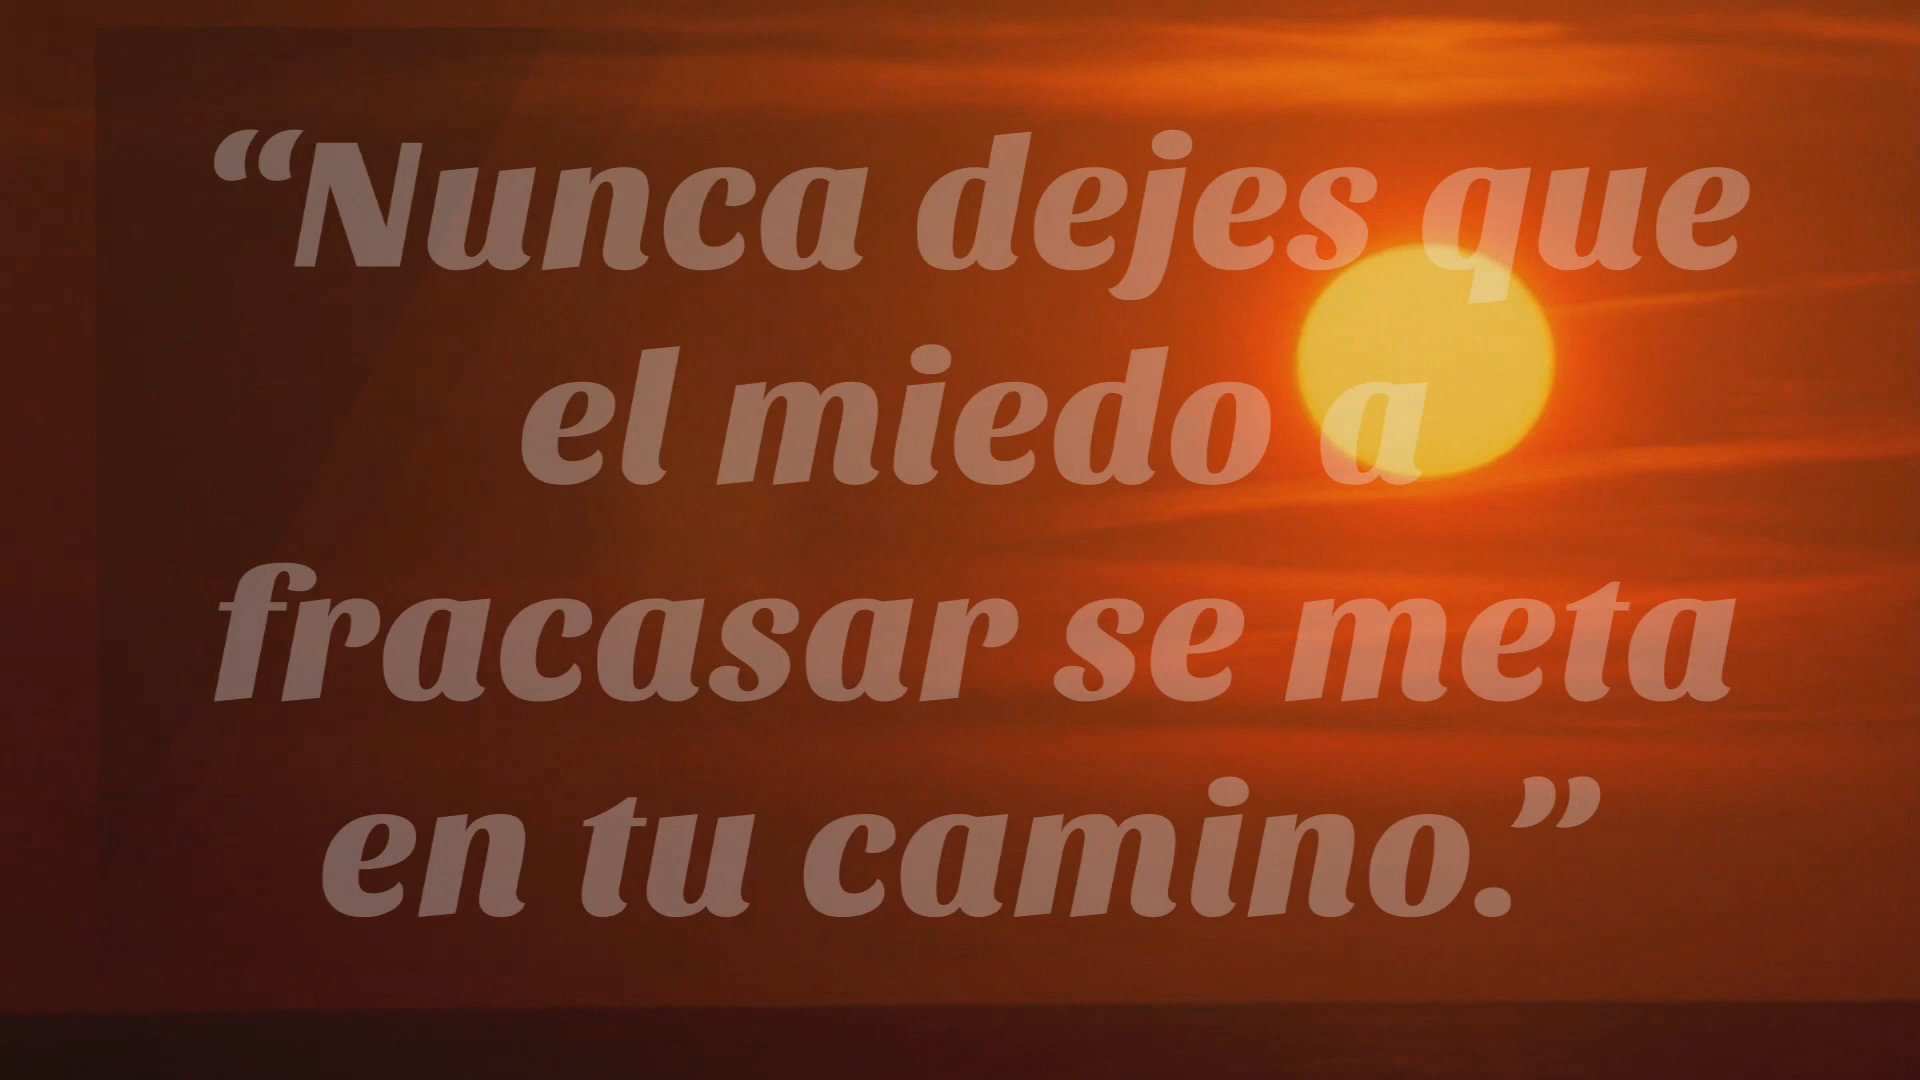 “Nunca dejes que
el miedo a
fracasar se meta
en tu camino.”